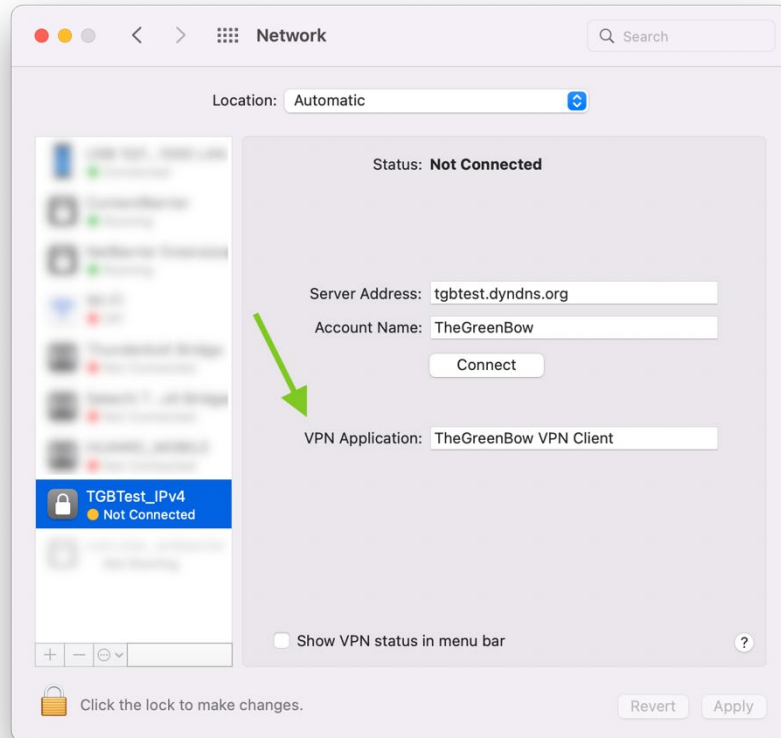 Network
Search
Location: Automatic
Status: Not Connected
Server Address: tgbtest.dyndns.org
Account Name: TheGreenBow
Connect
VPN Application: TheGreenBow VPN Client
TGBTest_IPv4
Not Connected
Show VPN status in menu bar
?
Click the lock to make changes.
Revert
Apply